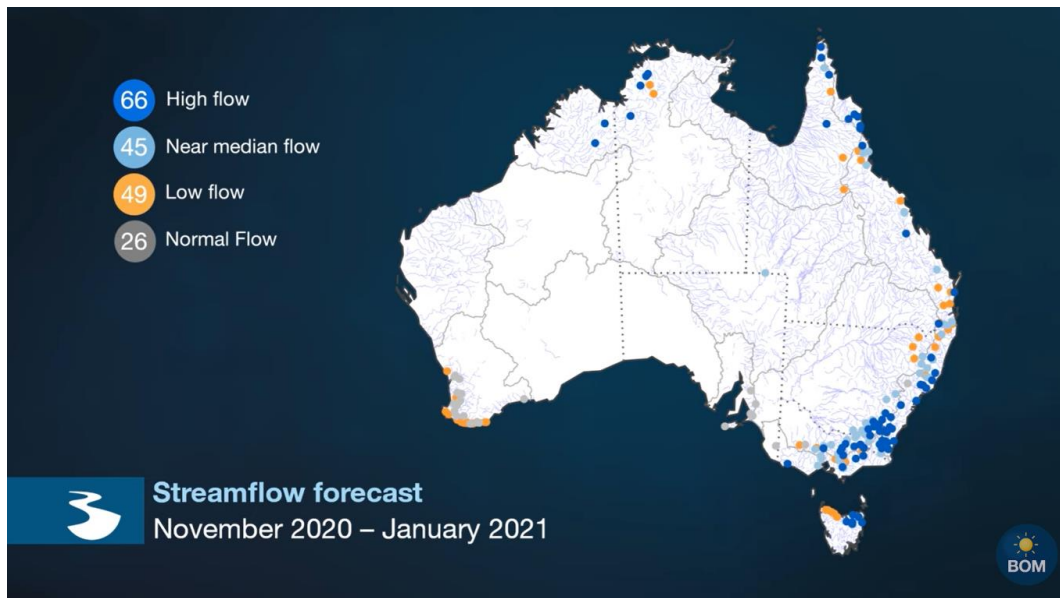 66 High flow
45 Near median flow
49 Low flow
26 Normal Flow
Streamflow forecast
November 2020 – January 2021
BOM